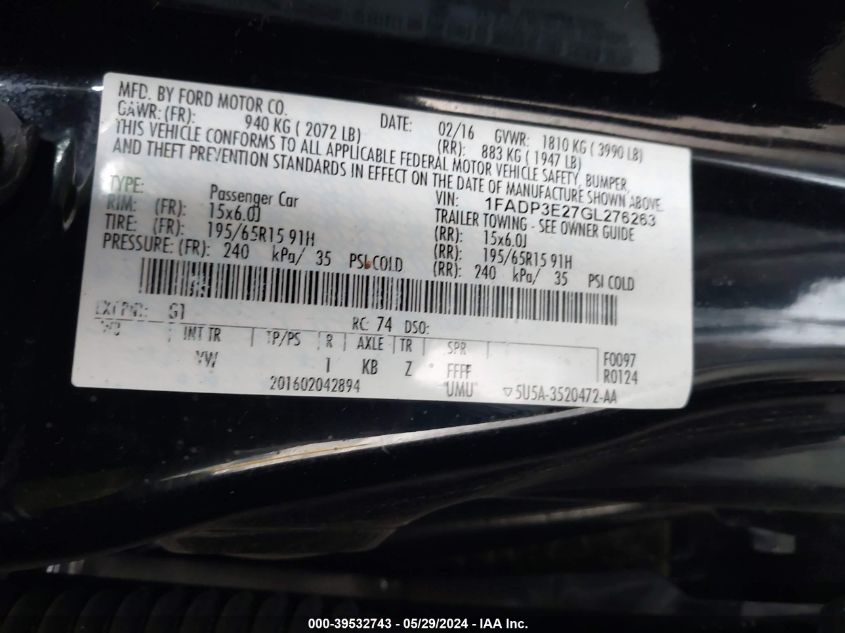 MFD. BY FORD MOTOR CO.
DATE: 02/16 GVWR: 1810 KG ( 3990 LB)
GAWR: (FR): 940 KG ( 2072 LB) (RR): 883 KG ( 1947 LB)
THIS VEHICLE CONFORMS TO ALL APPLICABLE FEDERAL MOTOR VEHICLE SAFETY, BUMPER,
AND THEFT PREVENTION STANDARDS IN EFFECT ON THE DATE OF MANUFACTURE SHOWN ABOVE.
VIN: 1FADP3E27GL276263
TYPE: Passenger Car TRAILER TOWING - SEE OWNER GUIDE
RIM: (FR): 15x6.0J (RR): 15x6.0J
TIRE: (FR): 195/65R15 91H (RR): 195/65R15 91H
PRESSURE: (FR): 240 kPa/ 35 PSI COLD (RR): 240 kPa/ 35 PSI COLD
EXT PNT: G1 RC: 74 DSO:
WB INT TR TP/PS R AXLE TR SPR F0097
YW 1 KB Z FFFF R0124
201602042894 "UMU" ▽5U5A-3520472-AA
000-39532743 - 05/29/2024 - IAA Inc.